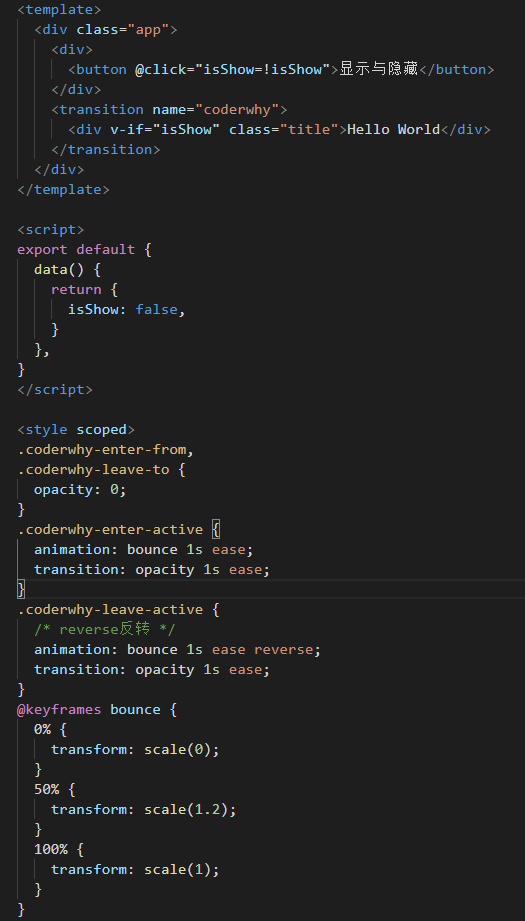 <template>
  <div class="app">
    <div>
      <button @click="isShow=!isShow">显示与隐藏</button>
    </div>
    <transition name="coderwhy">
      <div v-if="isShow" class="title">Hello World</div>
    </transition>
  </div>
</template>

<script>
export default {
  data() {
    return {
      isShow: false,
    }
  },
}
</script>

<style scoped>
.coderwhy-enter-from,
.coderwhy-leave-to {
  opacity: 0;
}
.coderwhy-enter-active {
  animation: bounce 1s ease;
  transition: opacity 1s ease;
}
.coderwhy-leave-active {
  /* reverse反转 */
  animation: bounce 1s ease reverse;
  transition: opacity 1s ease;
}
@keyframes bounce {
  0% {
    transform: scale(0);
  }
  50% {
    transform: scale(1.2);
  }
  100% {
    transform: scale(1);
  }
}